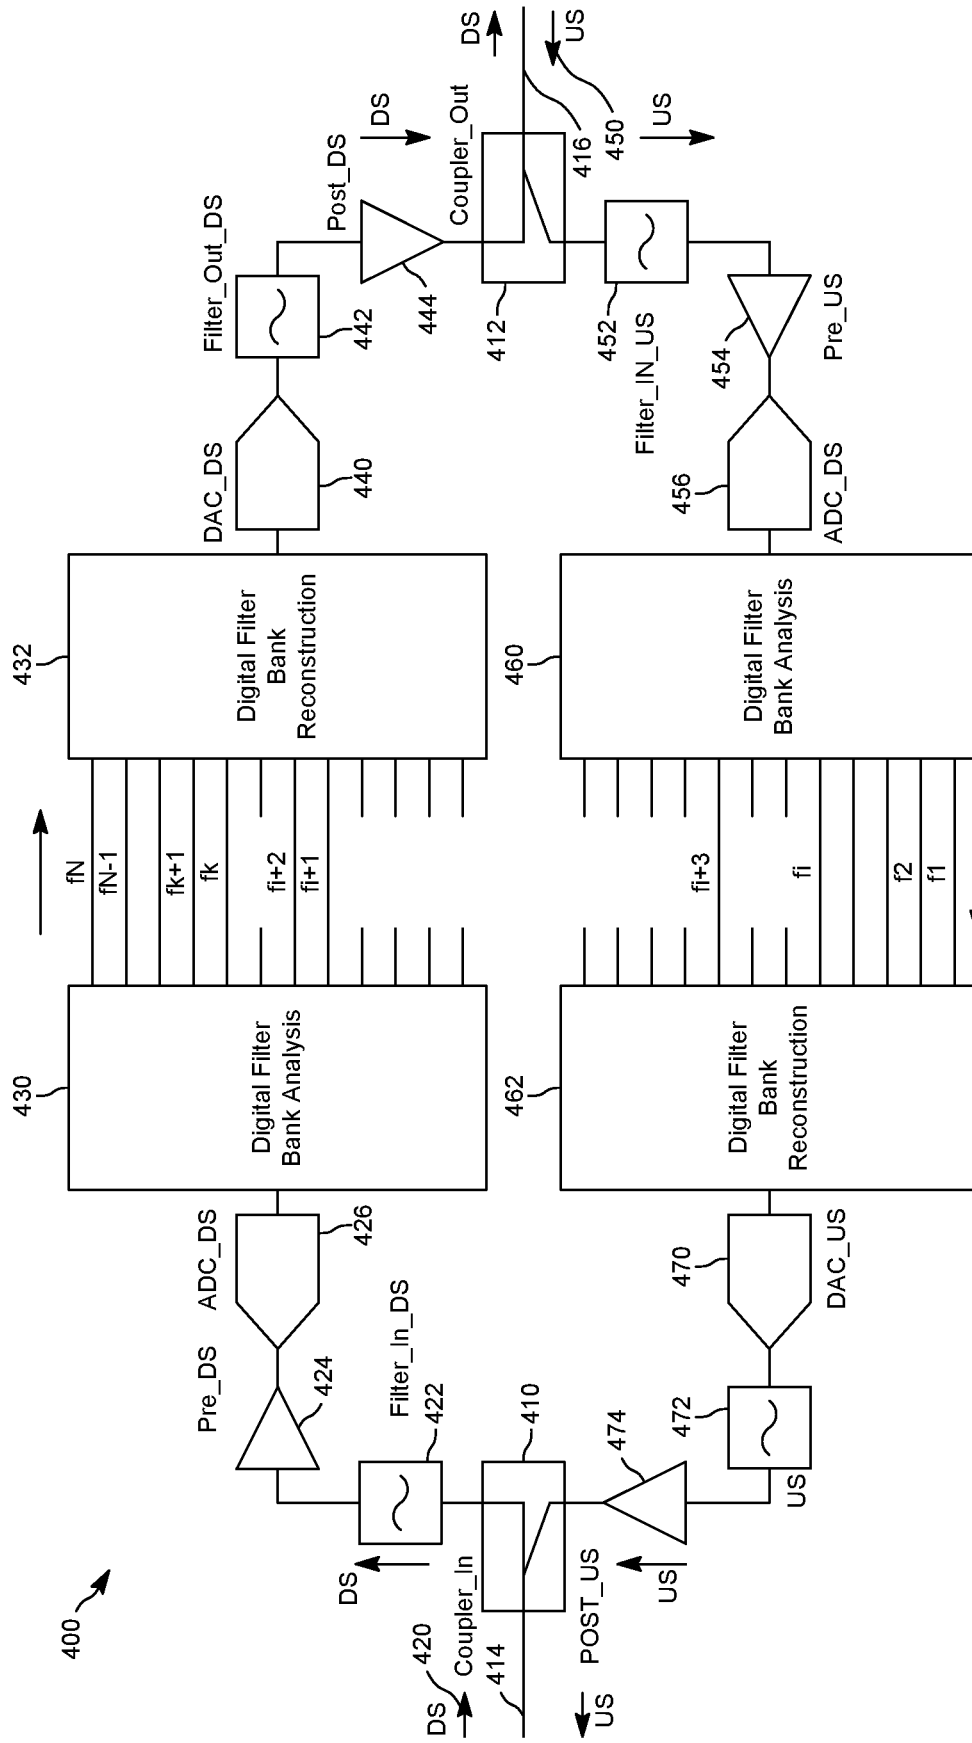 400
430
432
fN
fN-1
fk+1
fk
fi+2
fi+1
Digital Filter
Bank Analysis
Digital Filter
Bank
Reconstruction
Pre_DS
424
ADC_DS
426
DAC_DS
440
Filter_Out_DS
442
Post_DS
444
DS
DS
Filter_In_DS
422
DS
420
Coupler_In
410
414
US
Coupler_Out
412
DS
US
416
450
US
POST_US
474
US
472
US
470
DAC_US
462
Digital Filter
Bank
Reconstruction
fi+3
fi
f2
f1
460
Digital Filter
Bank Analysis
456
ADC_DS
454
Pre_US
452
Filter_IN_US